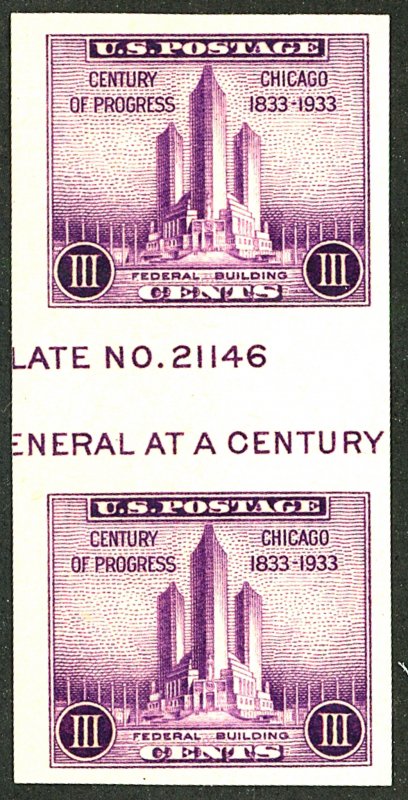 U.S. POSTAGE
CENTURY OF PROGRESS
CHICAGO 1833-1933
III
III
FEDERAL BUILDING
CENTS
LATE NO. 21146
ENERAL AT A CENTURY
U.S. POSTAGE
CENTURY OF PROGRESS
CHICAGO 1833-1933
III
III
FEDERAL BUILDING
CENTS